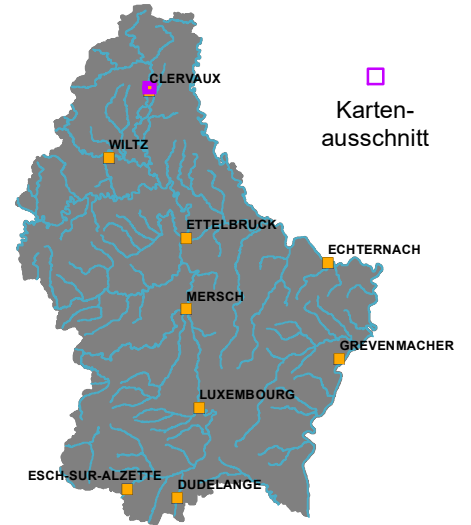 CLERVAUX
Karten-
ausschnitt
WILTZ
ETTELBRUCK
ECHTERNACH
MERSCH
GREVENMACHER
LUXEMBOURG
ESCH-SUR-ALZETTE
DUDELANGE